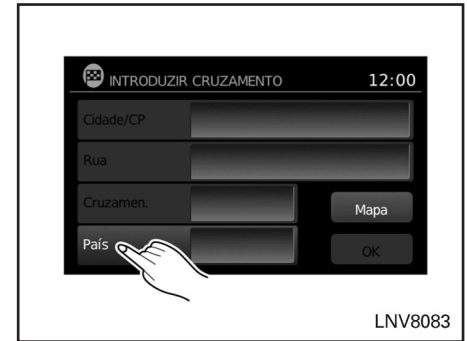 INTRODUZIR CRUZAMENTO 12:00
Cidade/CP
Rua
Cruzamen.
Mapa
País
OK
LNV8083